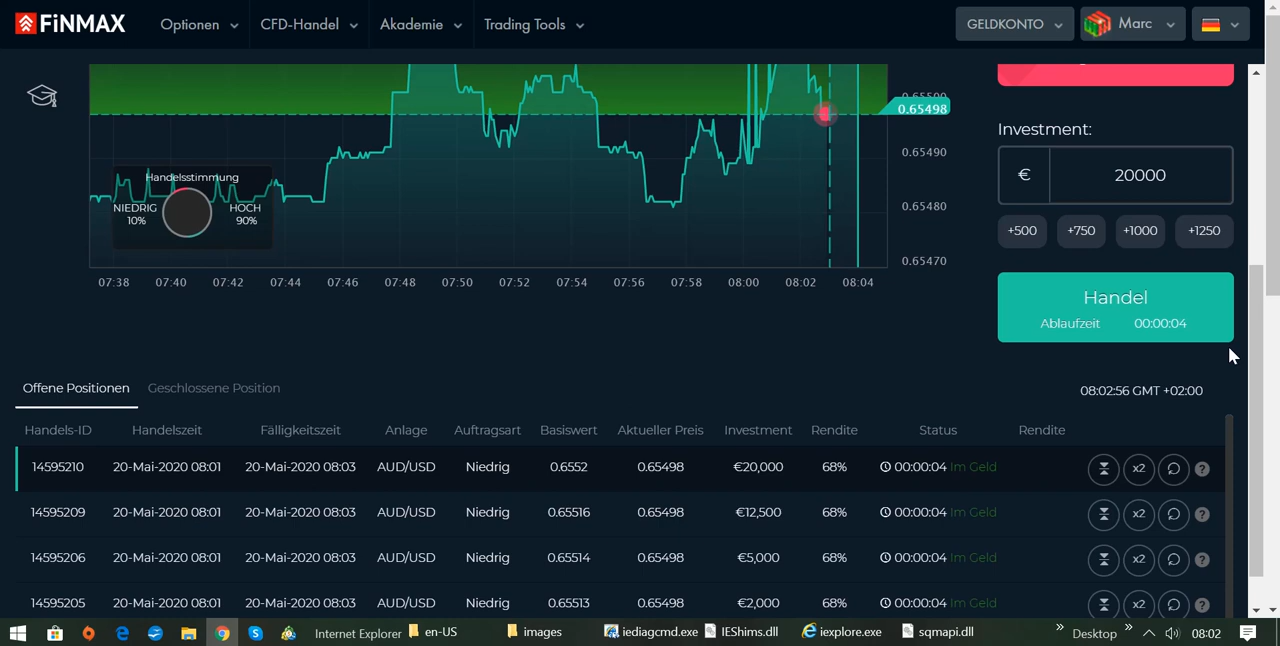 FiNMAX Optionen CFD-Handel Akademie Trading Tools GELDKONTO Marc
0.65500
0.65498
Investment:
0.65490
€ 20000
Handelsstimmung
NIEDRIG HOCH
10% 90%
0.65480
+500 +750 +1000 +1250
0.65470
07:38 07:40 07:42 07:44 07:46 07:48 07:50 07:52 07:54 07:56 07:58 08:00 08:02 08:04
Handel
Ablaufzeit 00:00:04
Offene Positionen Geschlossene Position 08:02:56 GMT +02:00
Handels-ID Handelszeit Fälligkeitszeit Anlage Auftragsart Basiswert Aktueller Preis Investment Rendite Status Rendite
14595210 20-Mai-2020 08:01 20-Mai-2020 08:03 AUD/USD Niedrig 0.6552 0.65498 €20,000 68% 00:00:04 Im Geld x2 ?
14595209 20-Mai-2020 08:01 20-Mai-2020 08:03 AUD/USD Niedrig 0.65516 0.65498 €12,500 68% 00:00:04 Im Geld x2 ?
14595206 20-Mai-2020 08:01 20-Mai-2020 08:03 AUD/USD Niedrig 0.65514 0.65498 €5,000 68% 00:00:04 Im Geld x2 ?
14595205 20-Mai-2020 08:01 20-Mai-2020 08:03 AUD/USD Niedrig 0.65513 0.65498 €2,000 68% 00:00:04 Im Geld x2 ?
Internet Explorer en-US images iediagcmd.exe IEShims.dll iexplore.exe sqmapi.dll » Desktop » 08:02